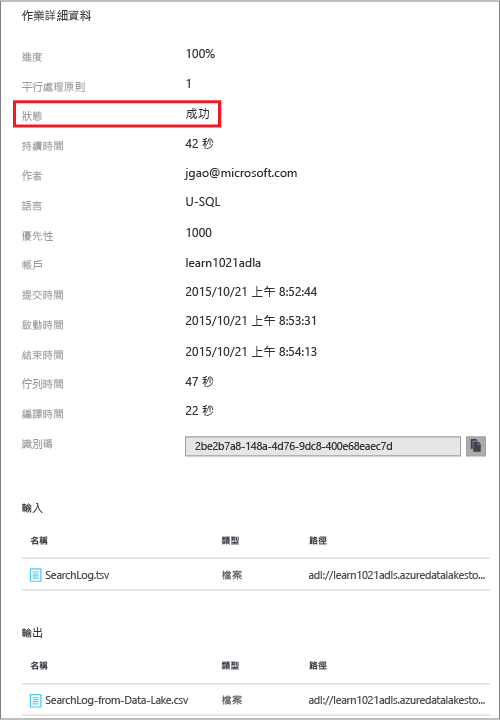 作業詳細資料
進度 100%
平行處理原則 1
狀態 成功
持續時間 42 秒
作者 jgao@microsoft.com
語言 U-SQL
優先性 1000
帳戶 learn1021adla
提交時間 2015/10/21 上午 8:52:44
啟動時間 2015/10/21 上午 8:53:31
結束時間 2015/10/21 上午 8:54:13
佇列時間 47 秒
編譯時間 22 秒
識別碼 2be2b7a8-148a-4d76-9dc8-400e68eaec7d
輸入
名稱 類型 路徑
SearchLog.tsv 檔案 adl://learn1021adls.azuredatalakesto...
輸出
名稱 類型 路徑
SearchLog-from-Data-Lake.csv 檔案 adl://learn1021adls.azuredatalakesto...